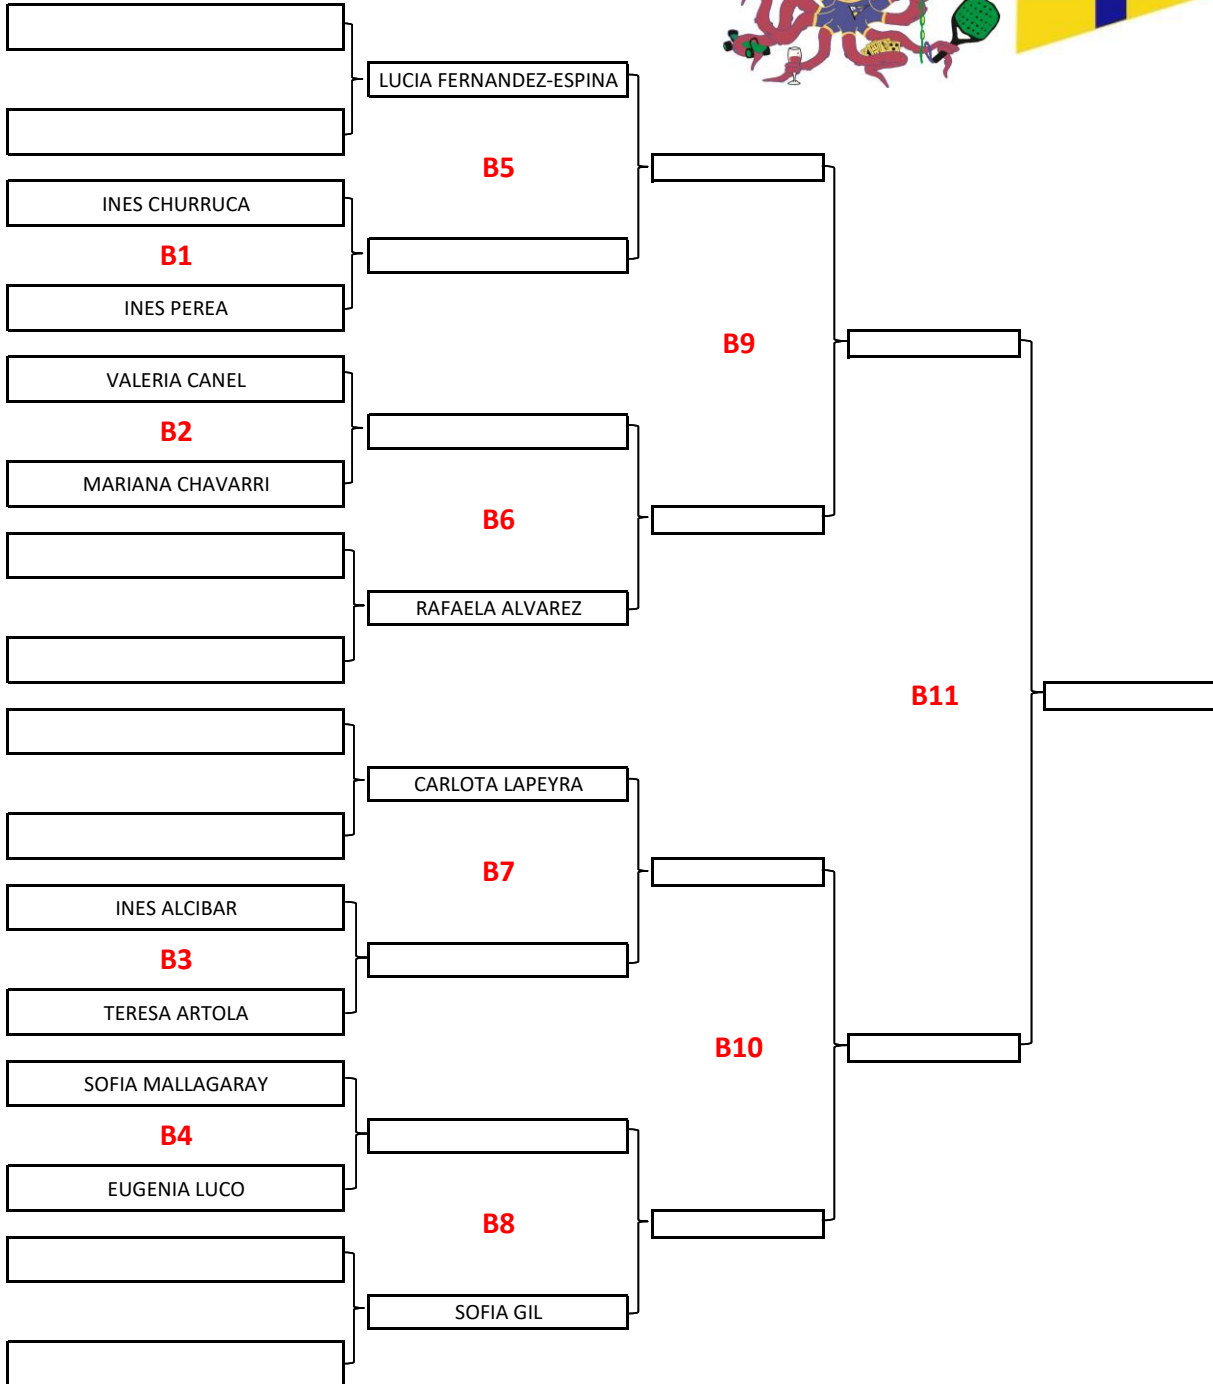 LUCIA FERNANDEZ-ESPINA
B5
INES CHURRUCA
B1
INES PEREA
B9
VALERIA CANEL
B2
MARIANA CHAVARRI
B6
RAFAELA ALVAREZ
B11
CARLOTA LAPEYRA
B7
INES ALCIBAR
B3
TERESA ARTOLA
B10
SOFIA MALLAGARAY
B4
EUGENIA LUCO
B8
SOFIA GIL